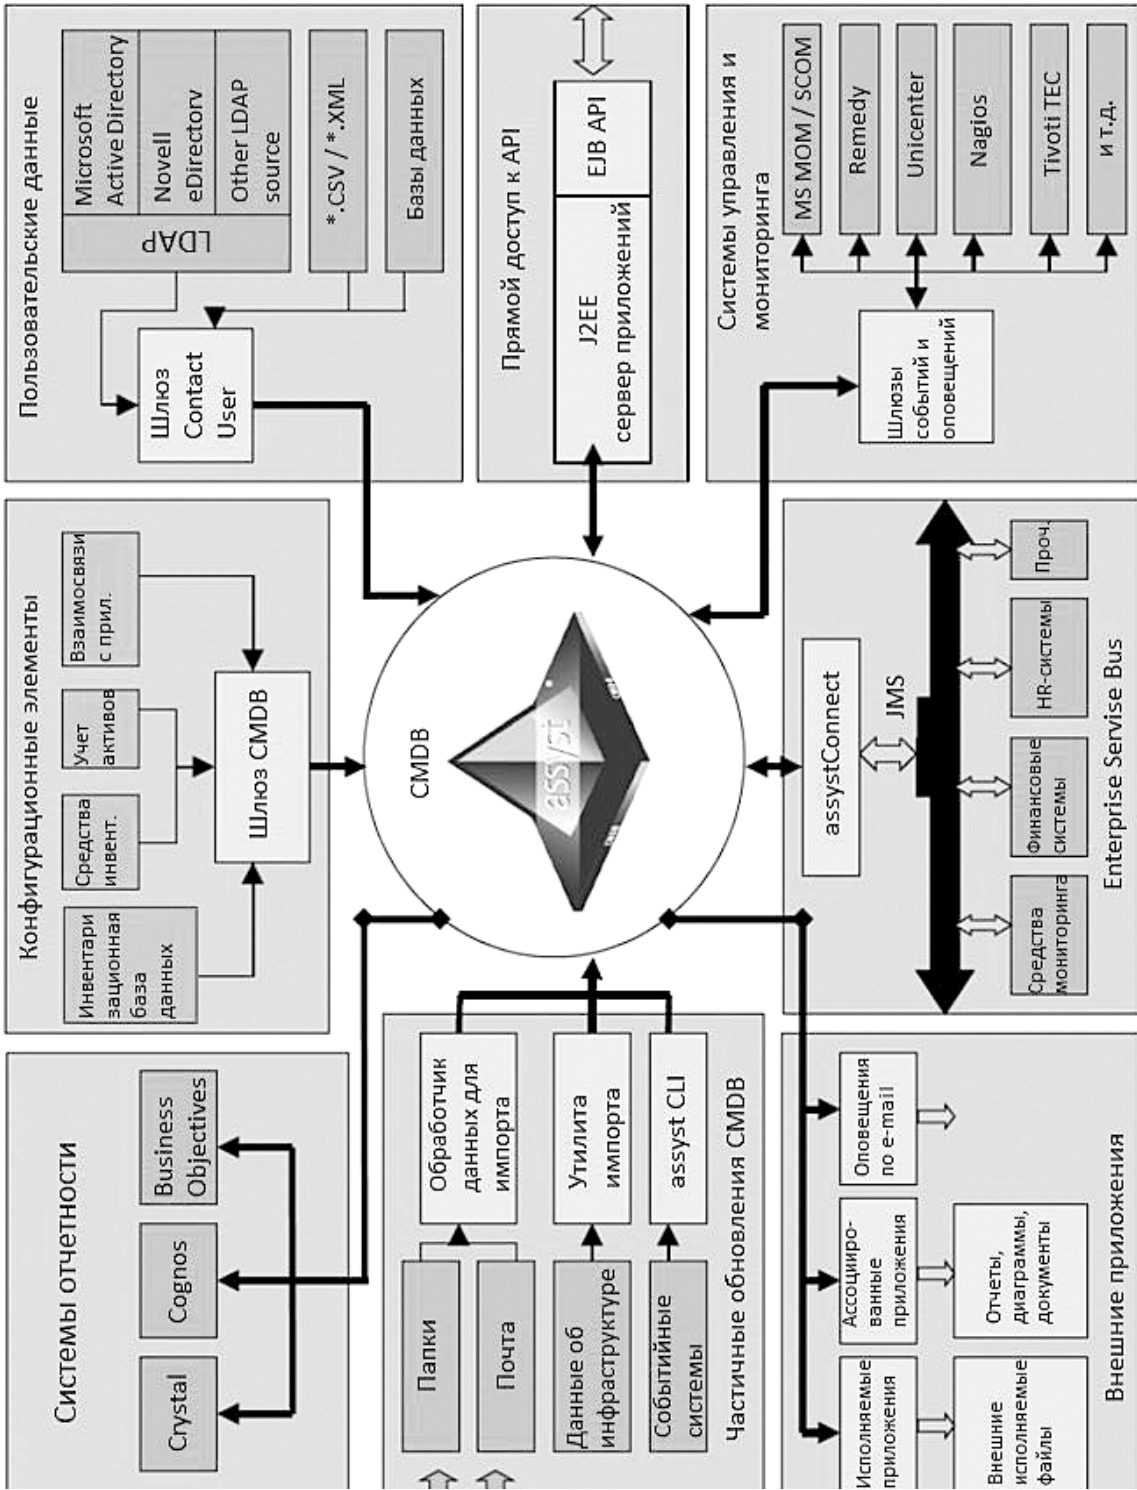 Системы отчетности
Crystal
Cognos
Business
Objectives
Конфигурационные элементы
Инвентари
зационная
база
данных
Средства
инвент.
Учет
активов
Взаимосвязи
с прил.
Шлюз CMDB
Пользовательские данные
Microsoft
Active Directory
Novell
eDirectory
Other LDAP
source
LDAP
*.CSV / *.XML
Базы данных
Шлюз
Contact
User
Частичные обновления CMDB
Папки
Почта
Данные об
инфраструктуре
Событийные
системы
Обработчик
данных для
импорта
Утилита
импорта
assyst CLI
CMDB
assyst
Прямой доступ к API
J2EE
сервер приложений
EJB API
Внешние приложения
Исполняемые
приложения
Ассоцииро-
ванные
приложения
Оповещения
по e-mail
Внешние
исполняемые
файлы
Отчеты,
диаграммы,
документы
assystConnect
JMS
Средства
мониторинга
Финансовые
системы
HR-системы
Проч.
Enterprise Servise Bus
Системы управления и
мониторинга
Шлюзы
событий и
оповещений
MS MOM / SCOM
Remedy
Unicenter
Nagios
Tivoti TEC
и т.д.